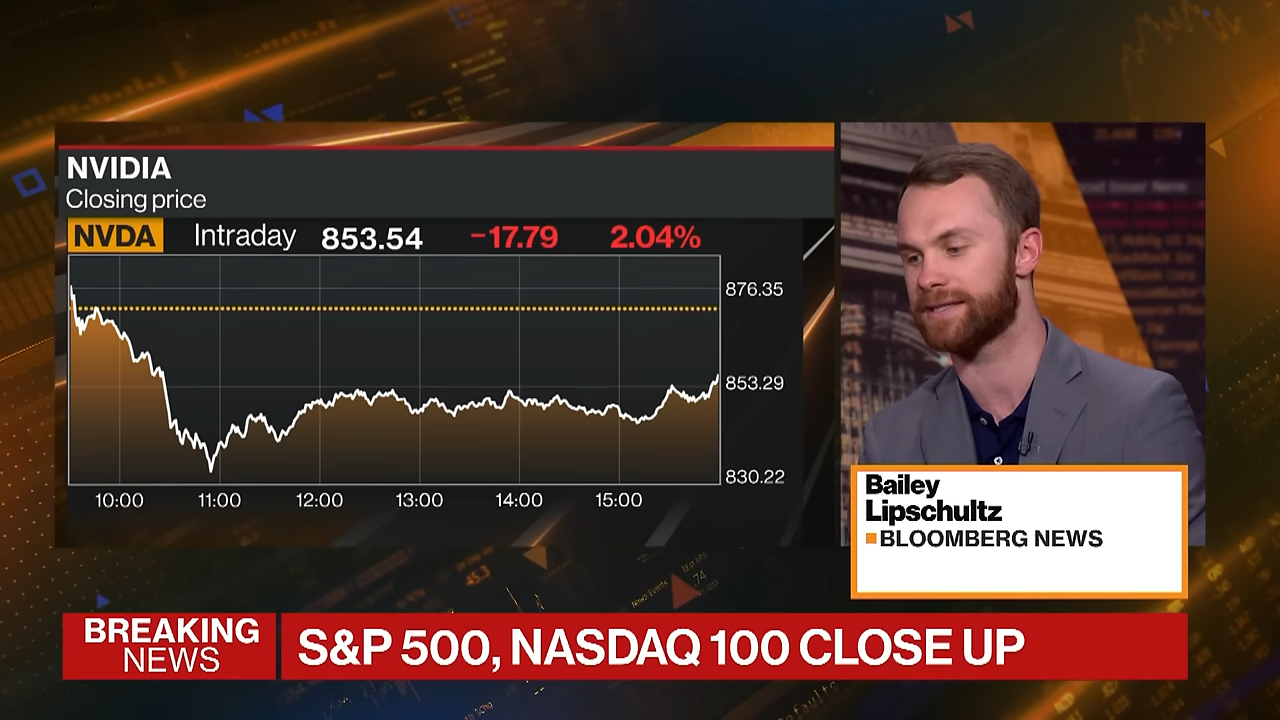 NVIDIA
Closing price
NVDA Intraday 853.54 −17.79 2.04%
876.35
853.29
830.22
10:00 11:00 12:00 13:00 14:00 15:00
Bailey
Lipschultz
BLOOMBERG NEWS
BREAKING
NEWS
S&P 500, NASDAQ 100 CLOSE UP